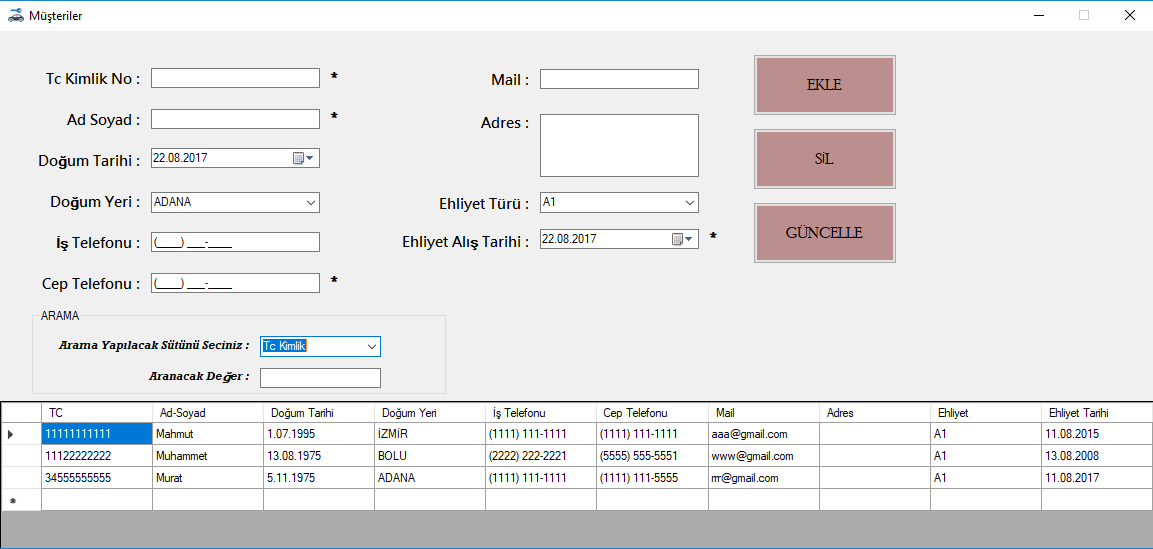 Müşteriler
Tc Kimlik No : *
Ad Soyad : *
Doğum Tarihi : 22.08.2017
Doğum Yeri : ADANA
İş Telefonu : (____) ___-____
Cep Telefonu : (____) ___-____ *
Mail :
Adres :
Ehliyet Türü : A1
Ehliyet Alış Tarihi : 22.08.2017 *
EKLE
SİL
GÜNCELLE
ARAMA
Arama Yapılacak Sütünü Seciniz : Tc Kimlik
Aranacak Değer :
TC Ad-Soyad Doğum Tarihi Doğum Yeri İş Telefonu Cep Telefonu Mail Adres Ehliyet Ehliyet Tarihi
11111111111 Mahmut 1.07.1995 İZMİR (1111) 111-1111 (1111) 111-1111 aaa@gmail.com A1 11.08.2015
11122222222 Muhammet 13.08.1975 BOLU (2222) 222-2221 (5555) 555-5551 www@gmail.com A1 13.08.2008
34555555555 Murat 5.11.1975 ADANA (1111) 111-1111 (1111) 111-5555 rrr@gmail.com A1 11.08.2017